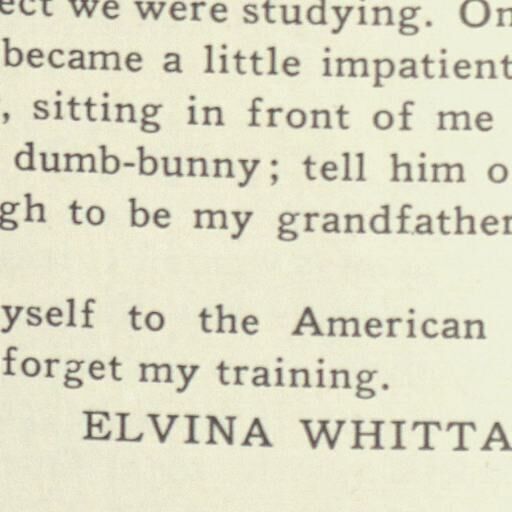 ect we were studying. On
became a little impatient
, sitting in front of me
dumb-bunny; tell him o
gh to be my grandfather
yself to the American
forget my training.
ELVINA WHITTA